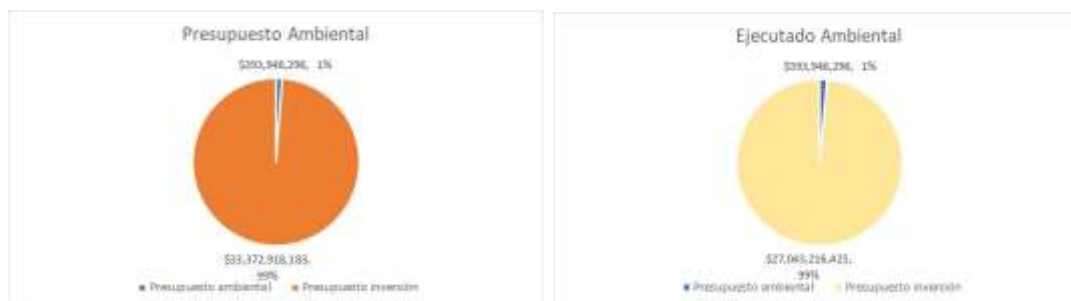 Presupuesto Ambiental
$393,946,296, 1%
$33,372,918,183,
99%
Presupuesto ambiental Presupuesto inversión
Ejecutado Ambiental
$393,946,296, 1%
$27,043,216,425,
99%
Presupuesto ambiental Presupuesto inversión